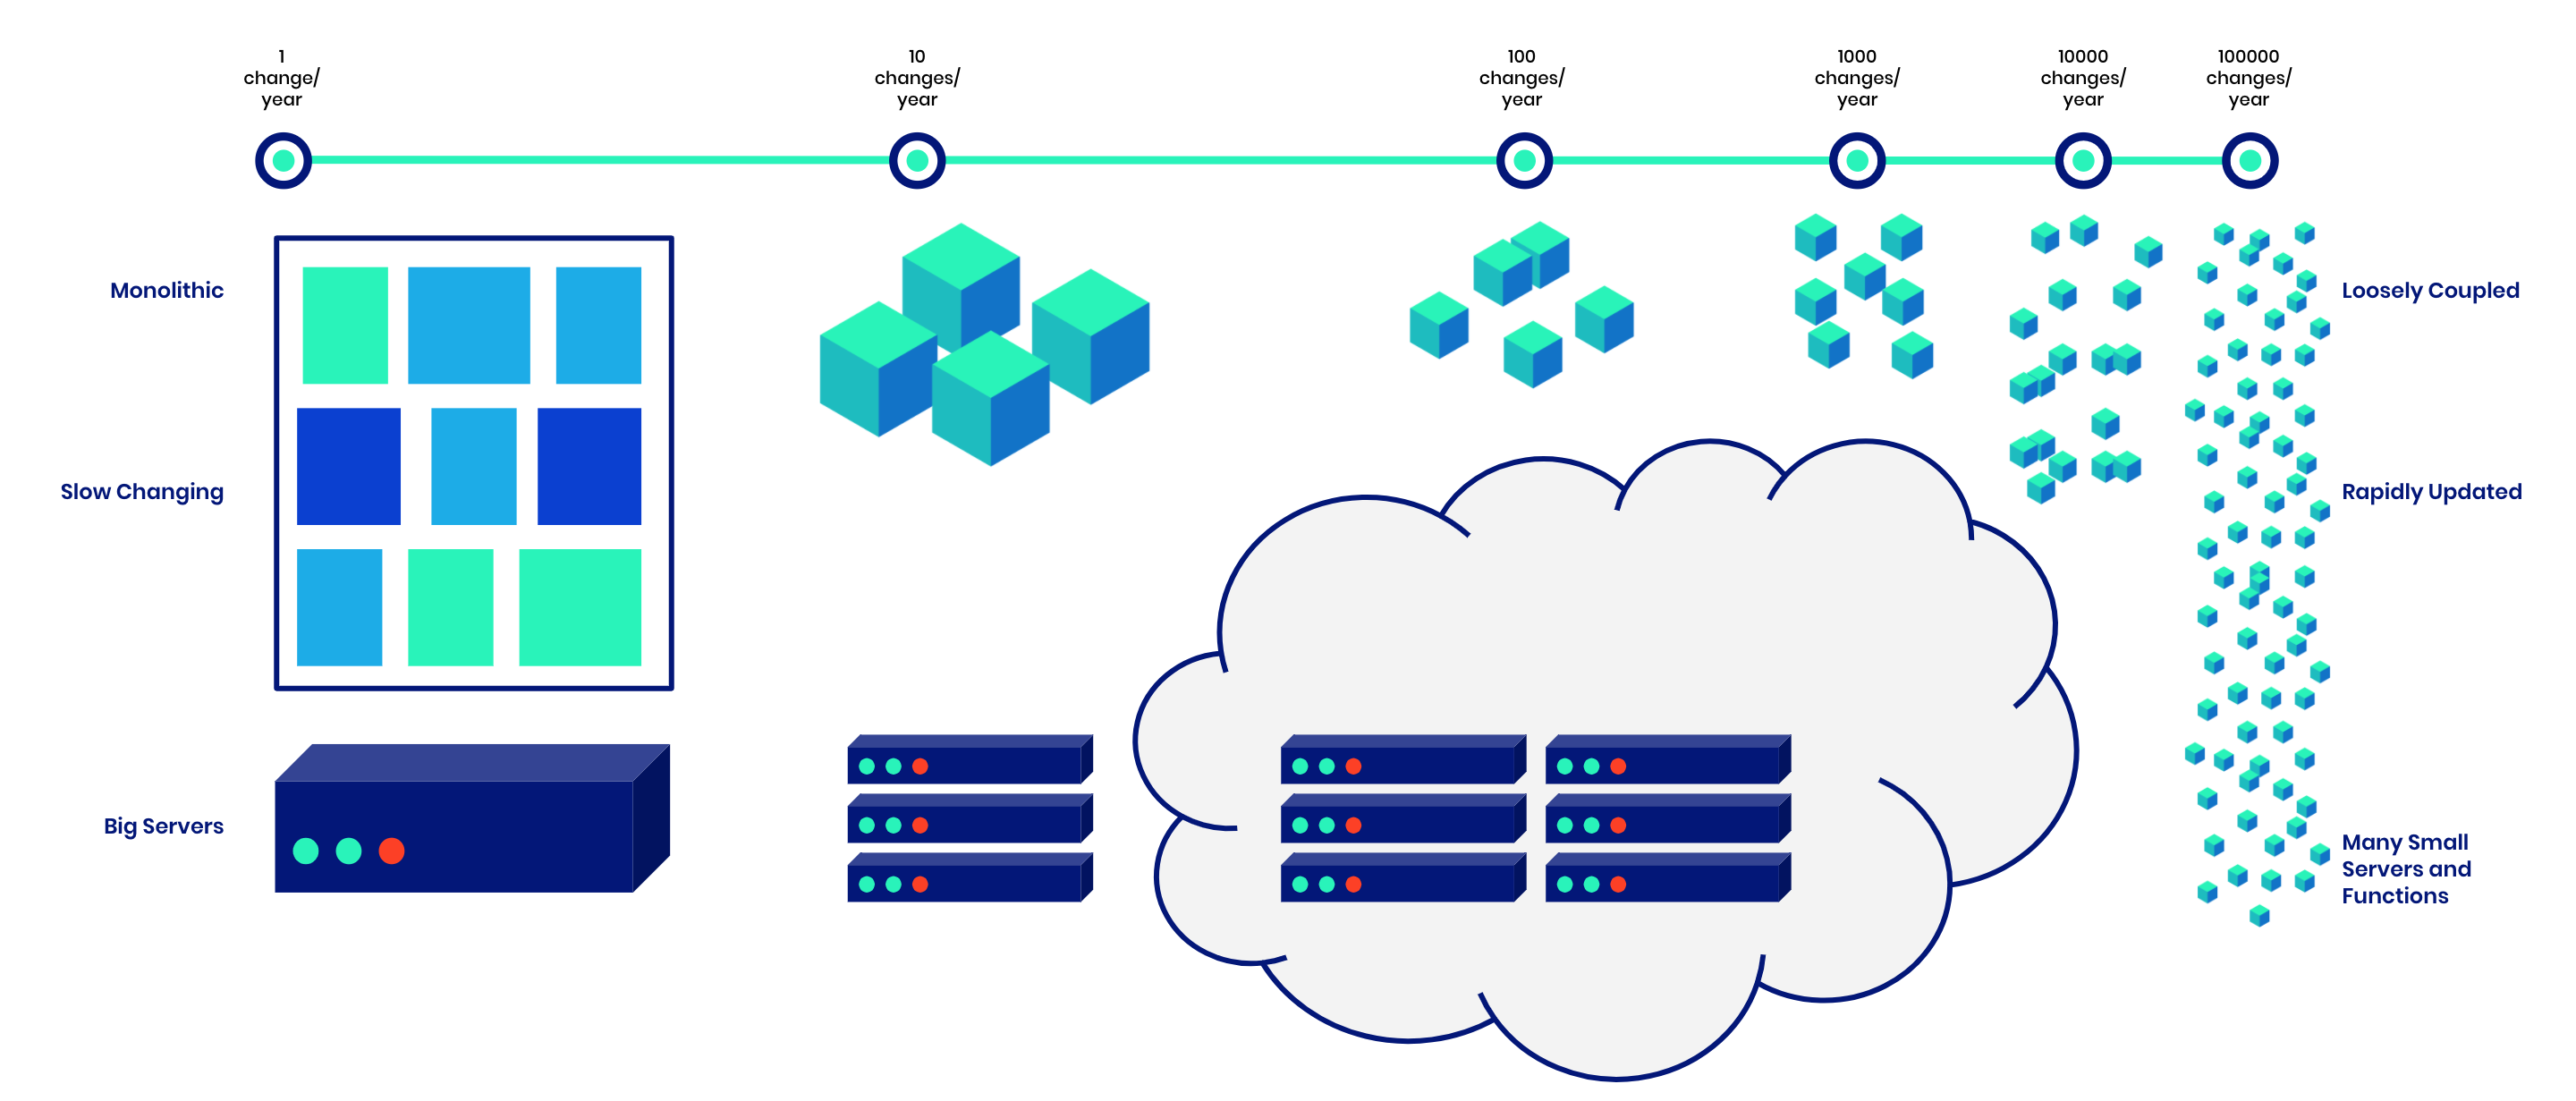 1
change/
year
10
changes/
year
100
changes/
year
1000
changes/
year
10000
changes/
year
100000
changes/
year
Monolithic
Loosely Coupled
Slow Changing
Rapidly Updated
Big Servers
Many Small
Servers and
Functions